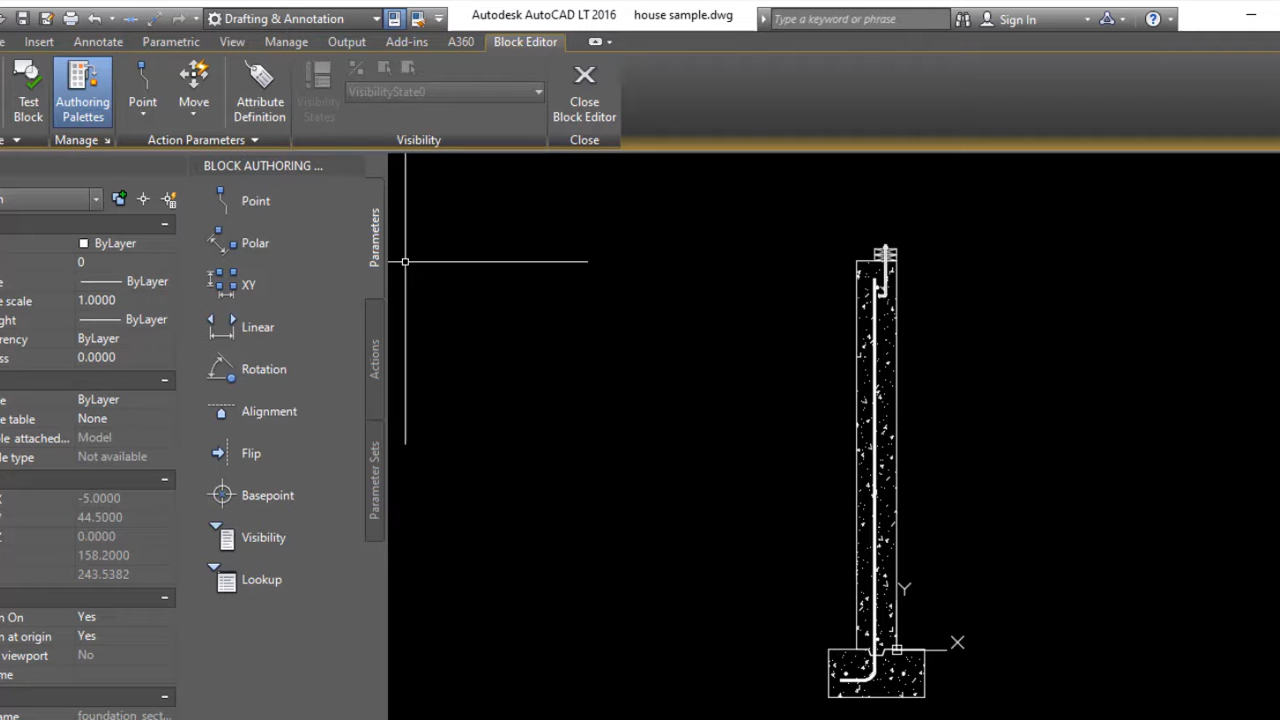 Drafting & Annotation
Autodesk AutoCAD LT 2016 house sample.dwg
Type a keyword or phrase
Sign In
Insert Annotate Parametric View Manage Output Add-ins A360 Block Editor
Test Block
Authoring Palettes
Point
Move
Attribute Definition
Visibility States
VisibilityState0
Close Block Editor
Manage
Action Parameters
Visibility
Close
BLOCK AUTHORING ...
Point
Polar
XY
Linear
Rotation
Alignment
Flip
Basepoint
Visibility
Lookup
Parameters
Actions
Parameter Sets
ByLayer
0
ByLayer
e scale 1.0000
ght ByLayer
rency ByLayer
ss 0.0000
e ByLayer
e table None
ble attached... Model
le type Not available
X -5.0000
44.5000
Z 0.0000
158.2000
243.5382
n On Yes
n at origin Yes
viewport No
me
ame foundation_sect...
Y
X